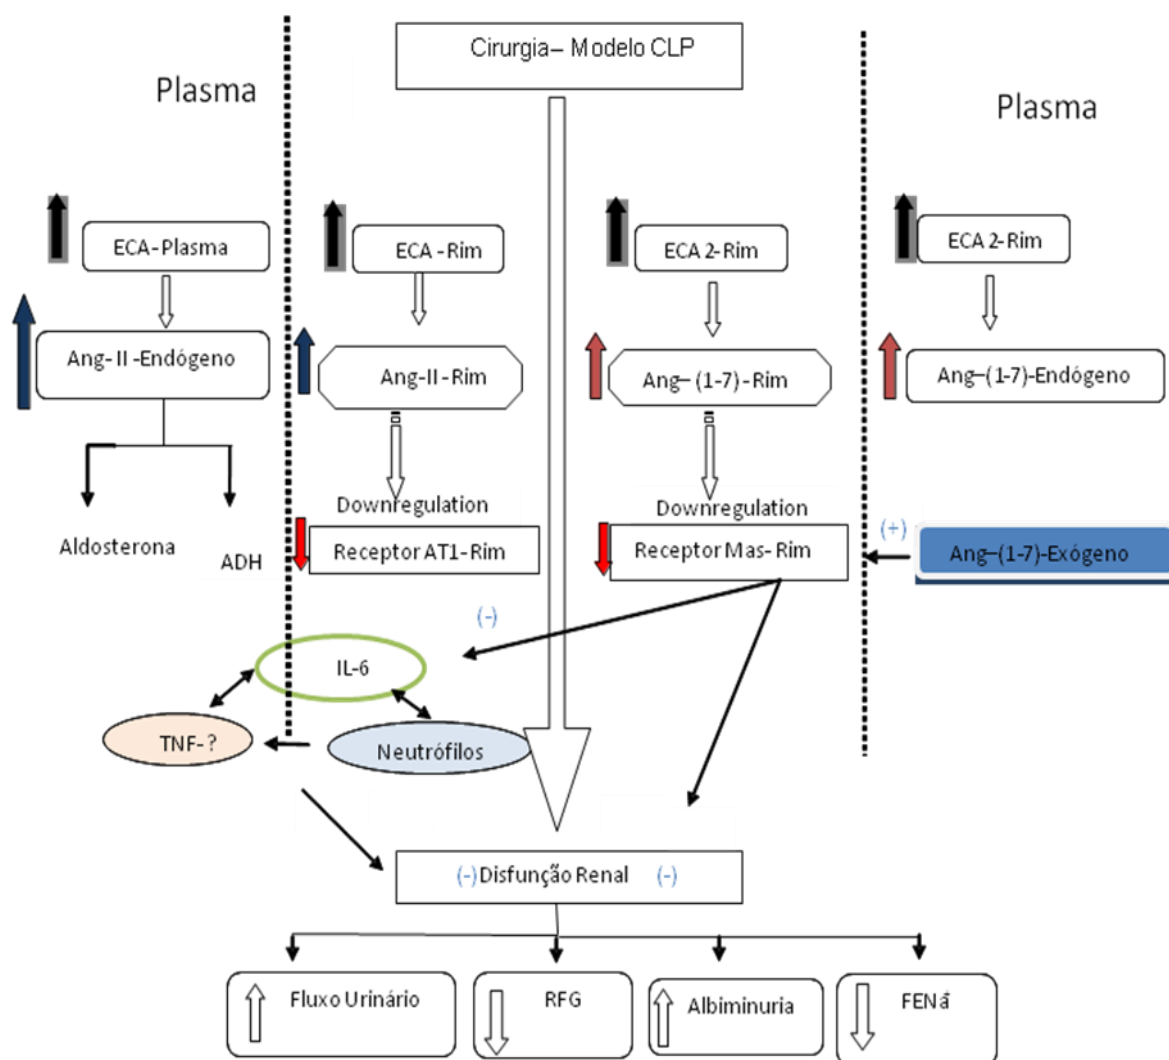 Cirurgia– Modelo CLP
Plasma
Plasma
ECA-Plasma
ECA -Rim
ECA 2-Rim
ECA 2-Rim
Ang- II -Endógeno
Ang-II-Rim
Ang–(1-7)-Rim
Ang–(1-7)-Endógeno
Downregulation
Downregulation
Aldosterona
ADH
Receptor AT1-Rim
Receptor Mas-Rim
(+)
Ang–(1-7)-Exógeno
(-)
IL-6
TNF-?
Neutrófilos
(-) Disfunção Renal (-)
Fluxo Urinário
RFG
Albiminuria